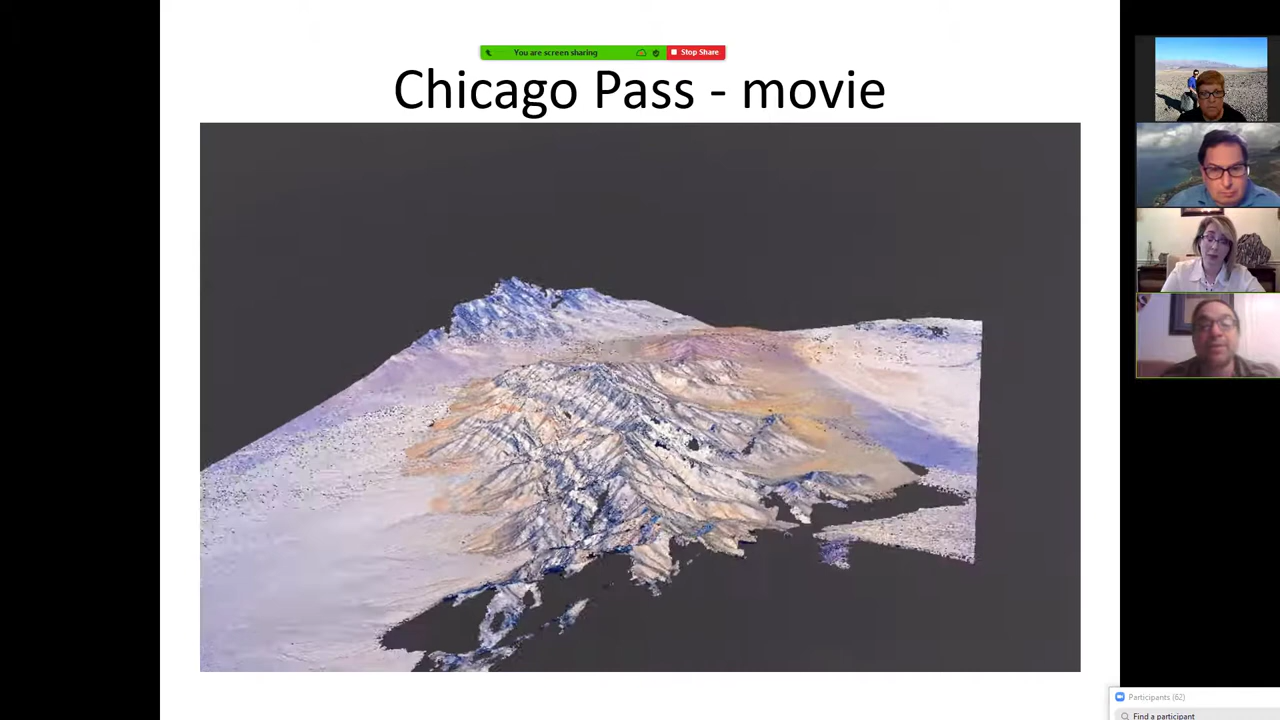 You are screen sharing
Stop Share
Chicago Pass - movie
Participants (62)
Find a participant